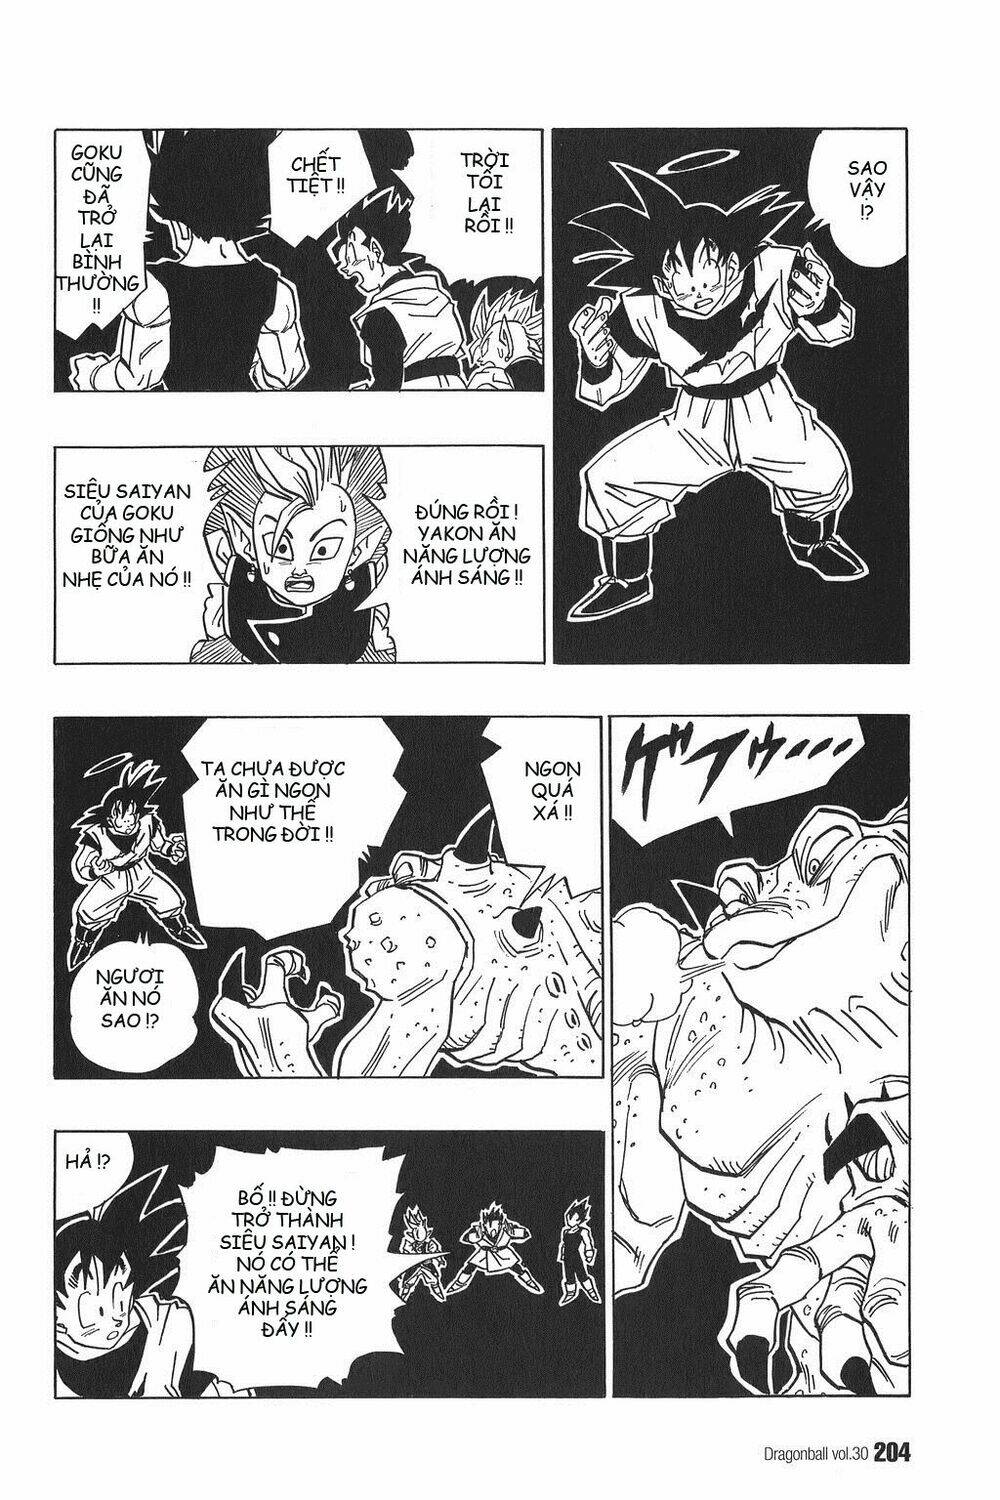 SAO
VẬY
!?
TRỜI
TỐI
LẠI
RỒI !!
CHẾT
TIỆT !!
GOKU
CŨNG
ĐÃ
TRỞ
LẠI
BÌNH
THƯỜNG
!!
ĐÚNG RỒI !
YAKON ĂN
NĂNG LƯỢNG
ÁNH SÁNG !!
SIÊU SAIYAN
CỦA GOKU
GIỐNG NHƯ
BỮA ĂN
NHẸ CỦA NÓ !!
ゲフゥ・・・
NGON
QUÁ
XÁ !!
TA CHƯA ĐƯỢC
ĂN GÌ NGON
NHƯ THẾ
TRONG ĐỜI !!
NGƯƠI
ĂN NÓ
SAO !?
BỐ !! ĐỪNG
TRỞ THÀNH
SIÊU SAIYAN !
NÓ CÓ THỂ
ĂN NĂNG LƯỢNG
ÁNH SÁNG
ĐẤY !!
HẢ !?
Dragonball vol.30 204